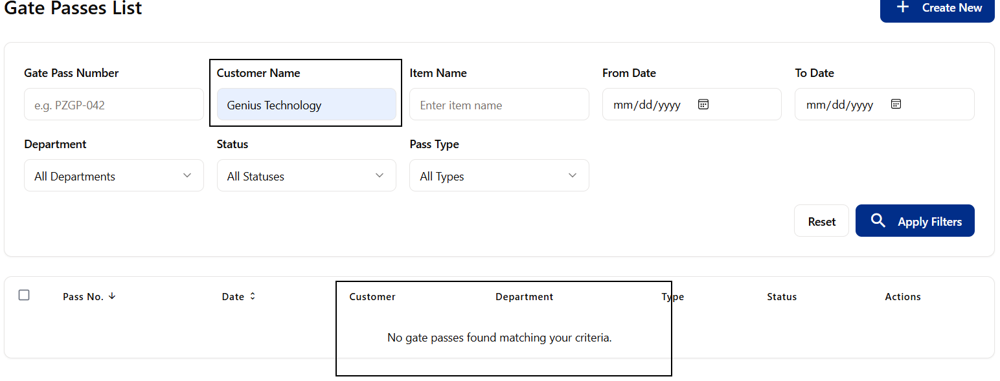 Gate Passes List
Create New
Gate Pass Number Customer Name Item Name From Date To Date
e.g. PZGP-042 Genius Technology Enter item name mm/dd/yyyy mm/dd/yyyy
Department Status Pass Type
All Departments All Statuses All Types
Reset Apply Filters
Pass No. Date Customer Department Type Status Actions
No gate passes found matching your criteria.